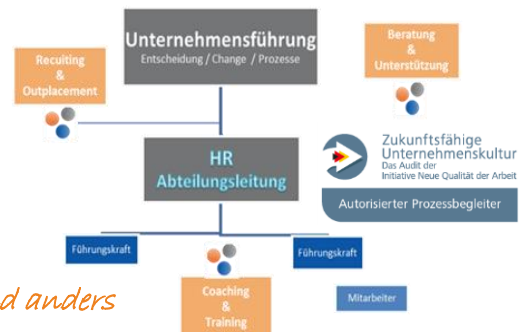 Unternehmensführung
Entscheidung / Change / Prozesse
Recuiting
&
Outplacement
Beratung
&
Unterstützung
HR
Abteilungsleitung
Zukunftsfähige
Unternehmenskultur
Das Audit der
Initiative Neue Qualität der Arbeit
Autorisierter Prozessbegleiter
Führungskraft
Führungskraft
Coaching
&
Training
Mitarbeiter
d anders